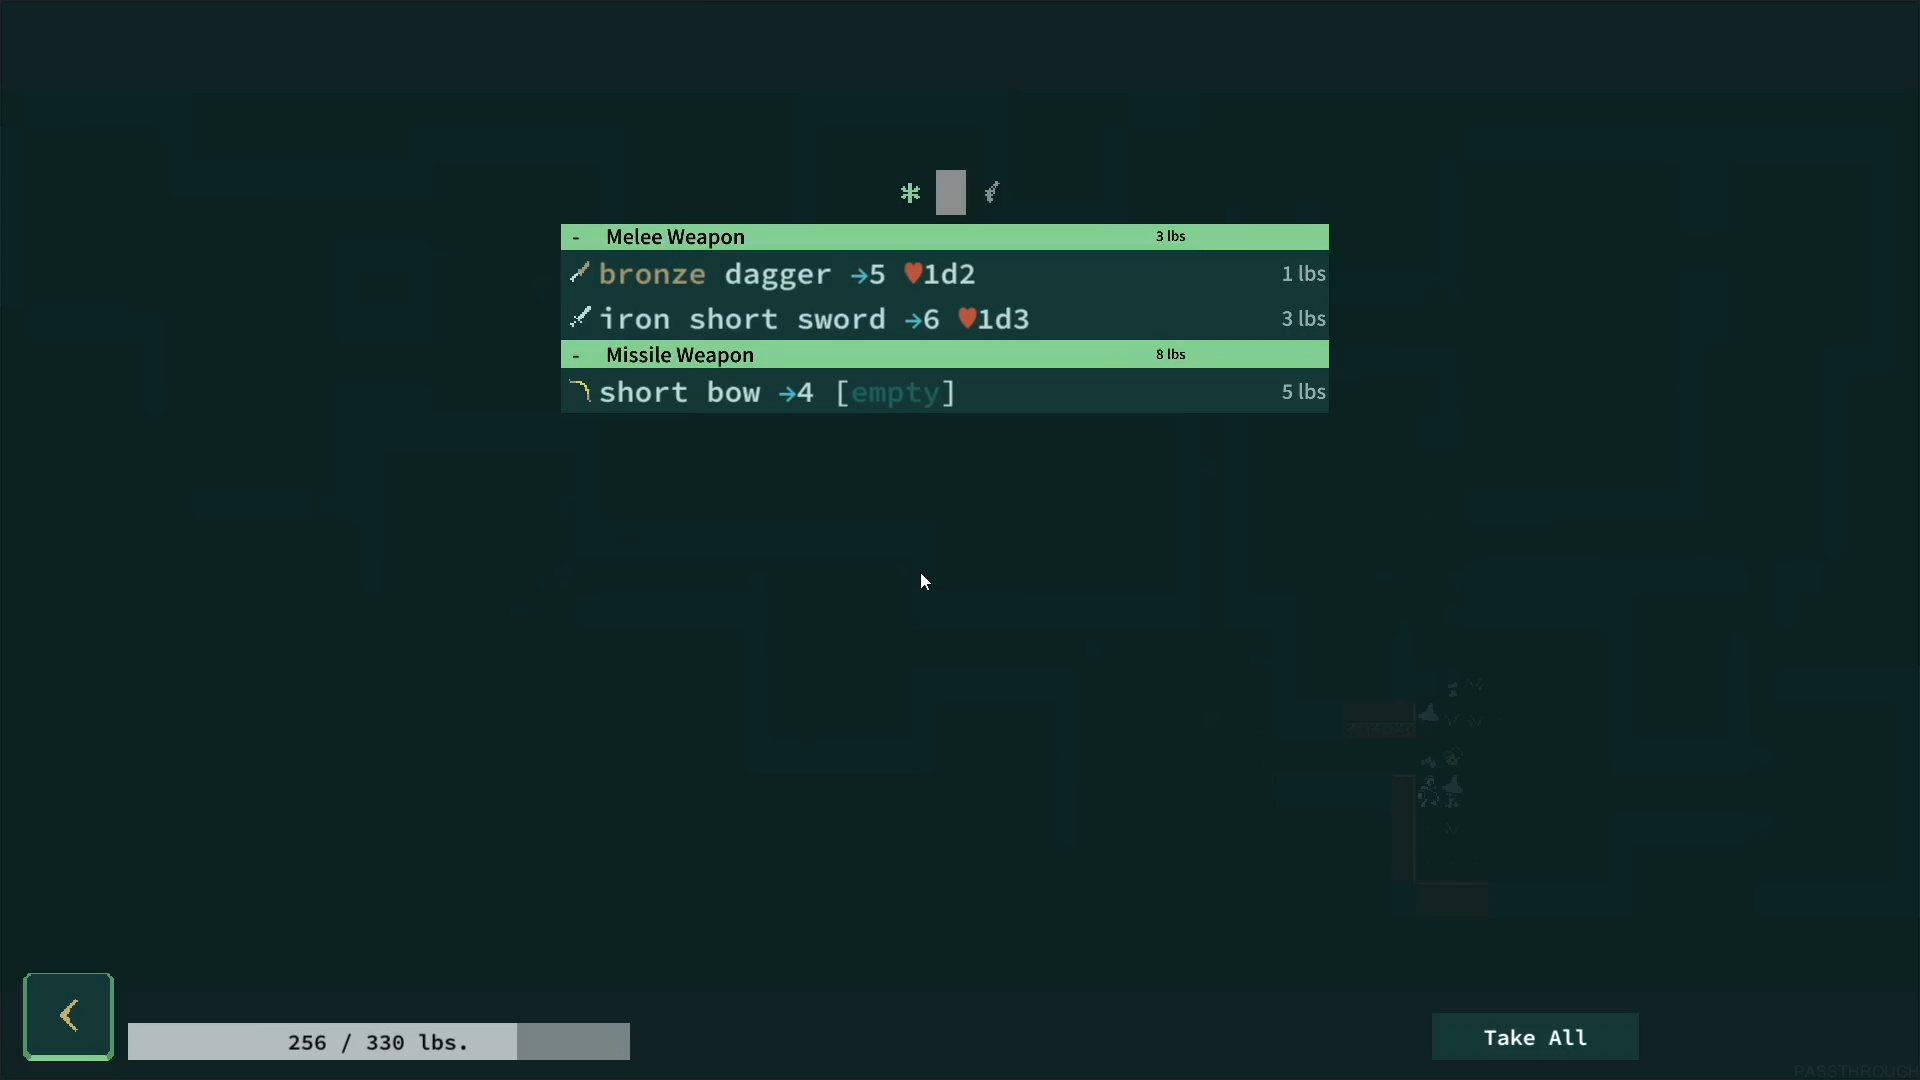 - Melee Weapon 3 lbs
bronze dagger →5 ♥1d2 1 lbs
iron short sword →6 ♥1d3 3 lbs
- Missile Weapon 8 lbs
short bow →4 [empty] 5 lbs
256 / 330 lbs.
Take All
PASSTHROUGH